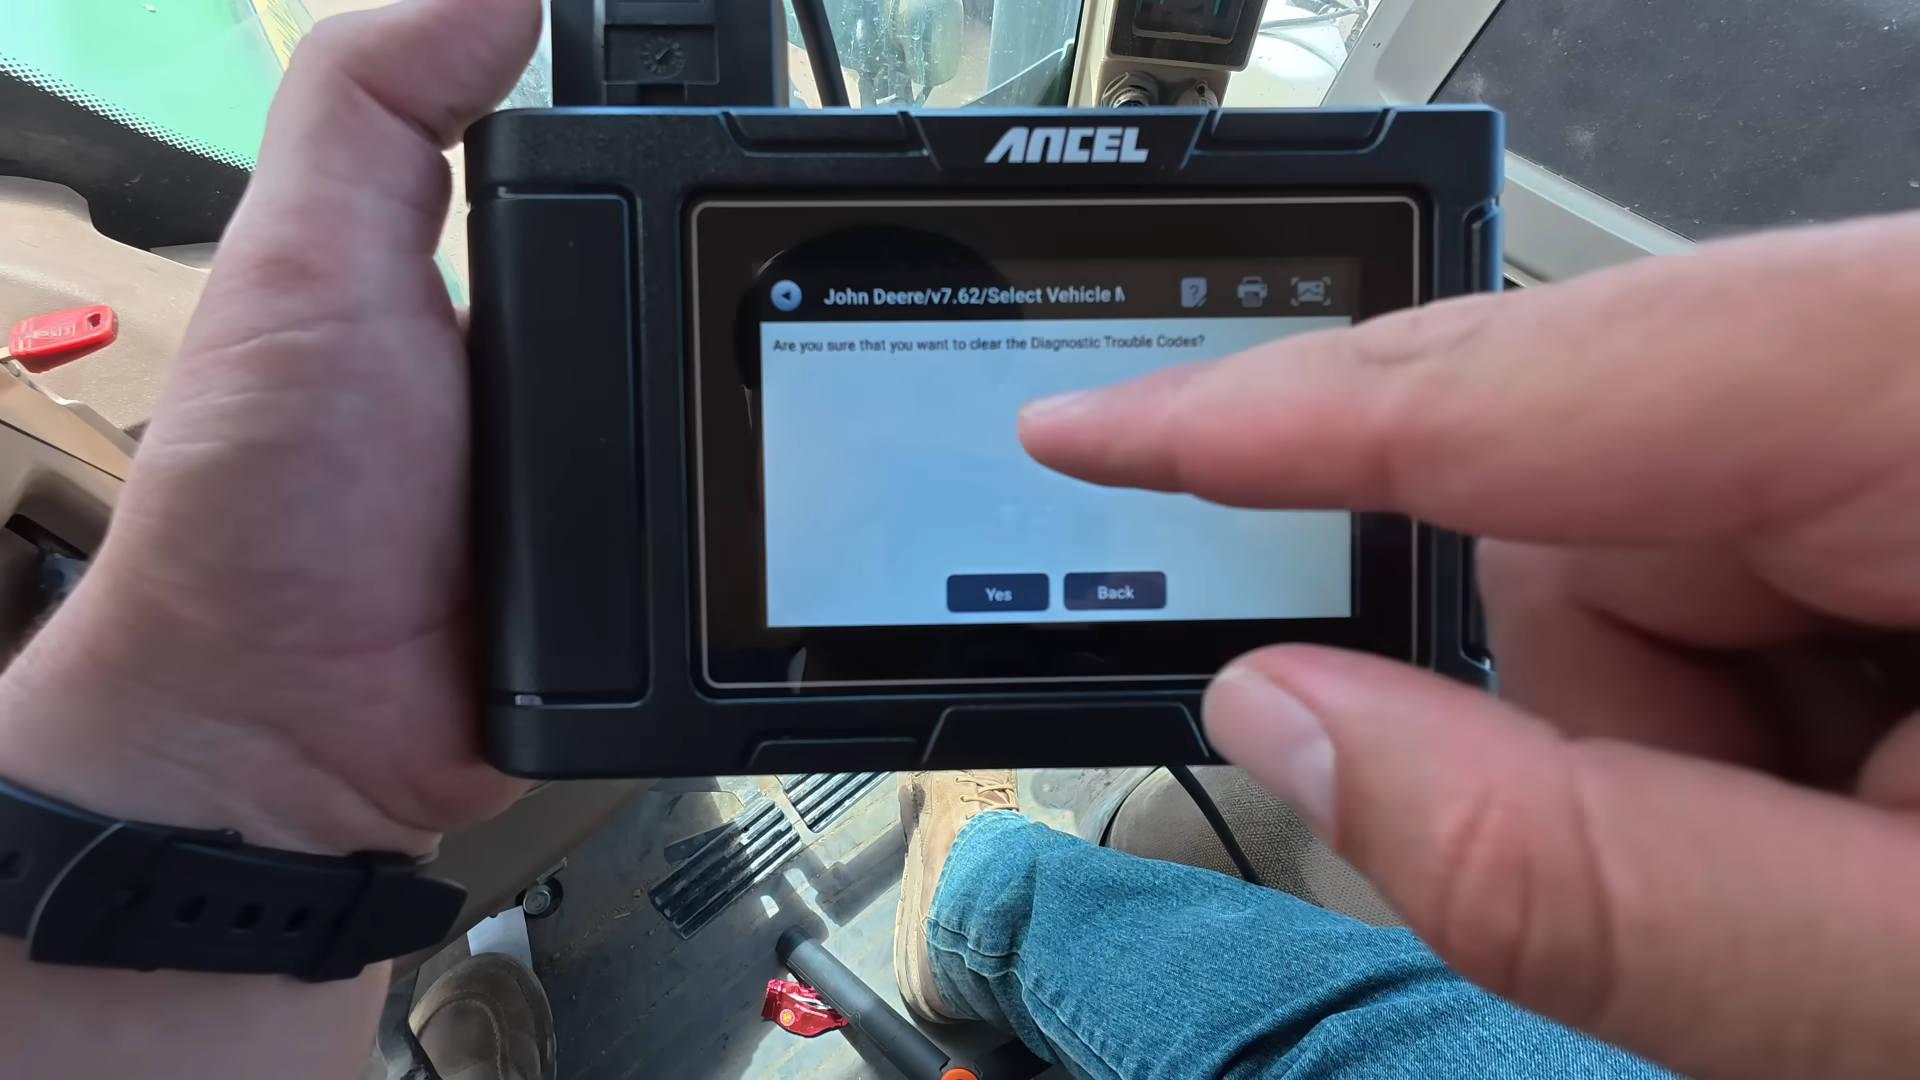 ANCEL
John Deere/v7.62/Select Vehicle
Are you sure that you want to clear the Diagnostic Trouble Codes?
Yes
Back